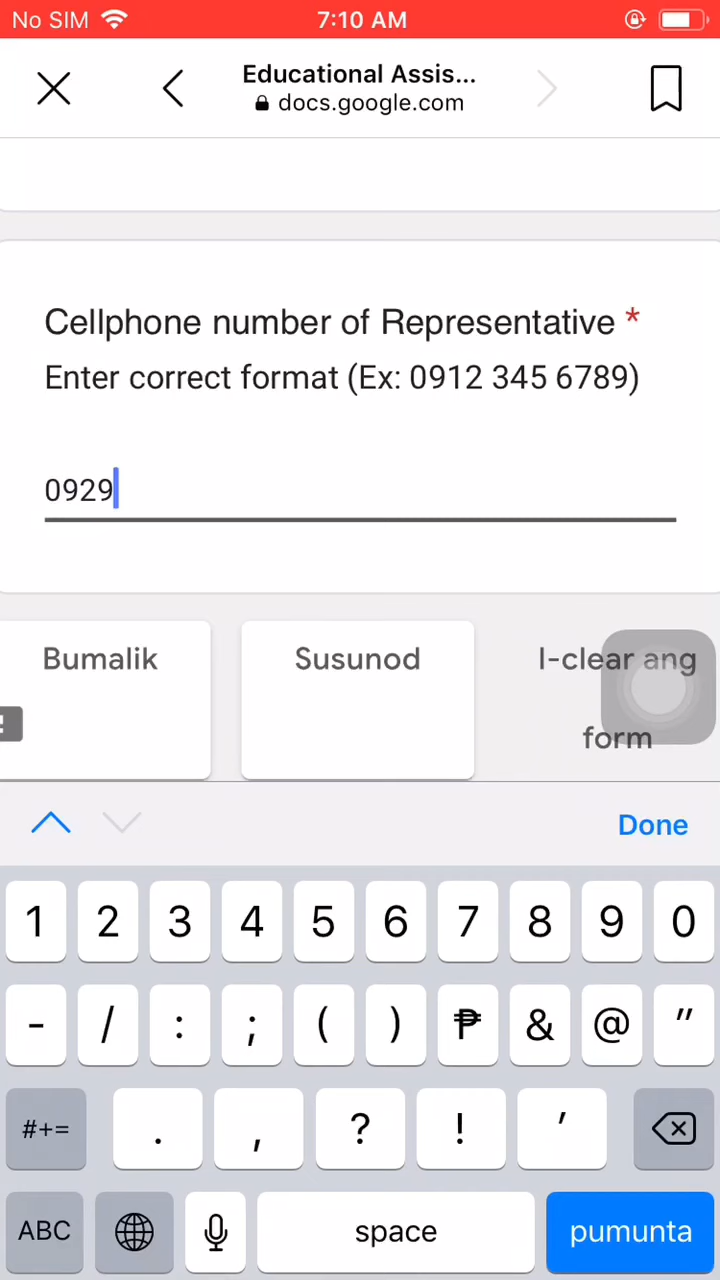 No SIM 7:10 AM
Educational Assis...
docs.google.com
Cellphone number of Representative *
Enter correct format (Ex: 0912 345 6789)
0929
Bumalik Susunod I-clear ang form
Done
1 2 3 4 5 6 7 8 9 0
- / : ; ( ) ₱ & @ "
#+= . , ? ! '
ABC space pumunta